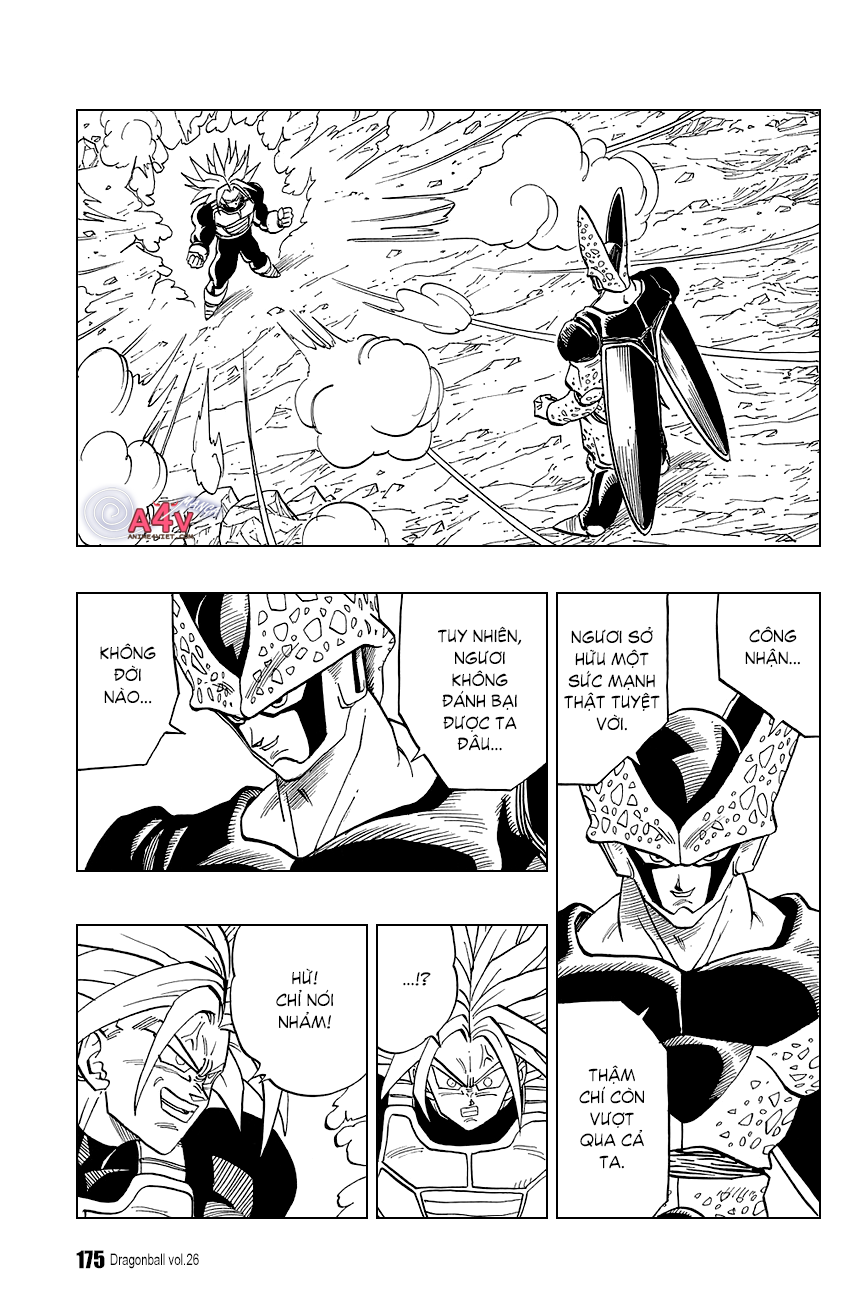 A4V
ANIME4VIET.COM
CÔNG
NHẬN...
NGƯƠI SỞ
HỮU MỘT
SỨC MẠNH
THẬT TUYỆT
VỜI.
THẬM
CHÍ CÒN
VƯỢT
QUA CẢ
TA.
TUY NHIÊN,
NGƯƠI
KHÔNG
ĐÁNH BẠI
ĐƯỢC TA
ĐÂU...
KHÔNG
ĐỜI
NÀO...
...!?
HỪ!
CHỈ NÓI
NHẢM!
175 Dragonball vol.26